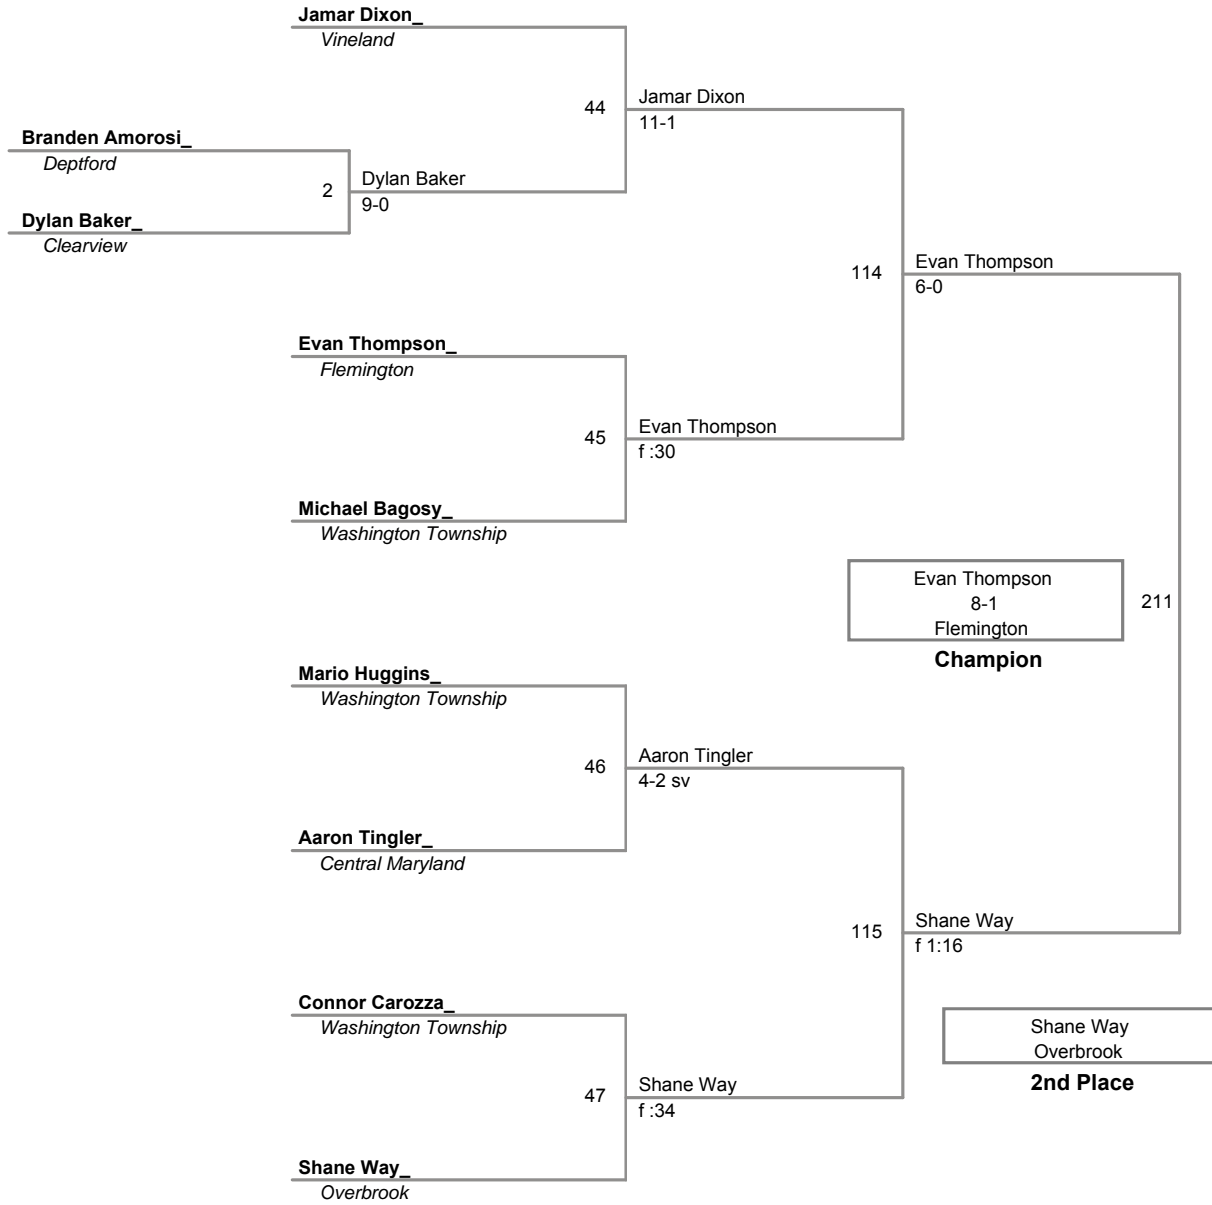 Jamar Dixon_
Vineland
44
Jamar Dixon
11-1
Branden Amorosi_
Deptford
2
Dylan Baker
9-0
Dylan Baker_
Clearview
114
Evan Thompson
6-0
Evan Thompson_
Flemington
45
Evan Thompson
f :30
Michael Bagosy_
Washington Township
Evan Thompson
8-1
Flemington
Champion
211
Mario Huggins_
Washington Township
46
Aaron Tingler
4-2 sv
Aaron Tingler_
Central Maryland
115
Shane Way
f 1:16
Connor Carozza_
Washington Township
Shane Way
Overbrook
2nd Place
47
Shane Way
f :34
Shane Way_
Overbrook